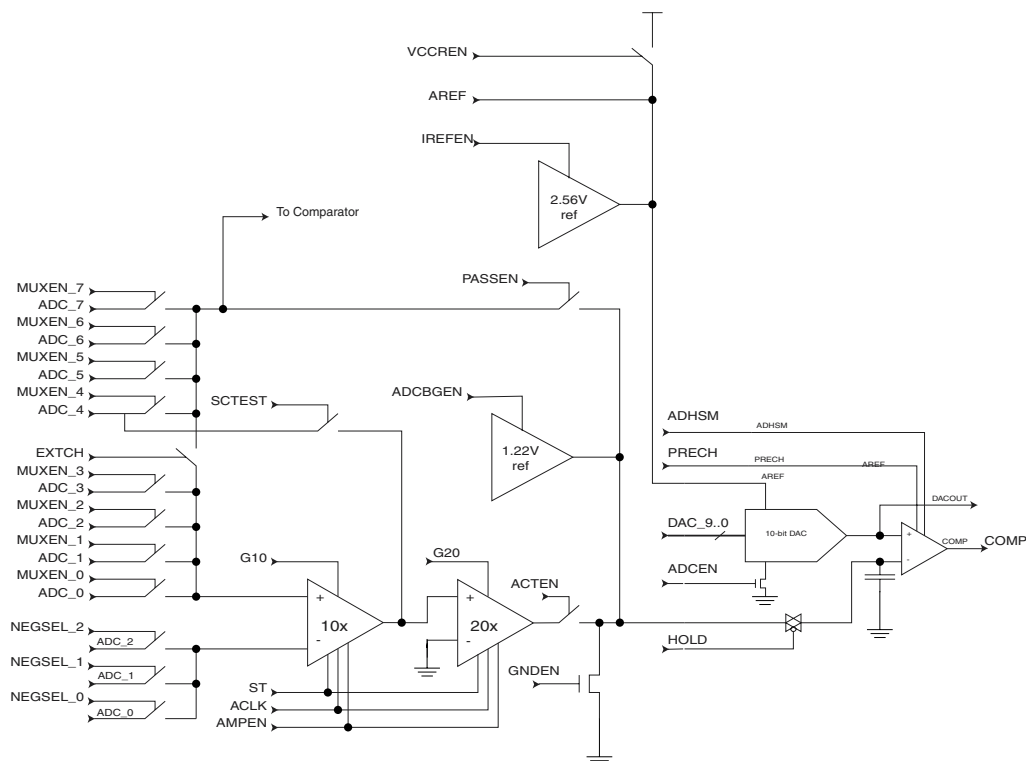 VCCREN
AREF
IREFEN
2.56V
ref
To Comparator
MUXEN_7
ADC_7
MUXEN_6
ADC_6
MUXEN_5
ADC_5
MUXEN_4
ADC_4
PASSEN
SCTEST
ADCBGEN
1.22V
ref
EXTCH
MUXEN_3
ADC_3
MUXEN_2
ADC_2
MUXEN_1
ADC_1
MUXEN_0
ADC_0
NEGSEL_2
ADC_2
NEGSEL_1
ADC_1
NEGSEL_0
ADC_0
G10
+
10x
-
G20
+
20x
-
ACTEN
ST
ACLK
AMPEN
GNDEN
ADHSM
ADHSM
PRECH
PRECH
AREF
AREF
DAC_9..0
10-bit DAC
DACOUT
+
-
COMP
COMP
ADCEN
HOLD